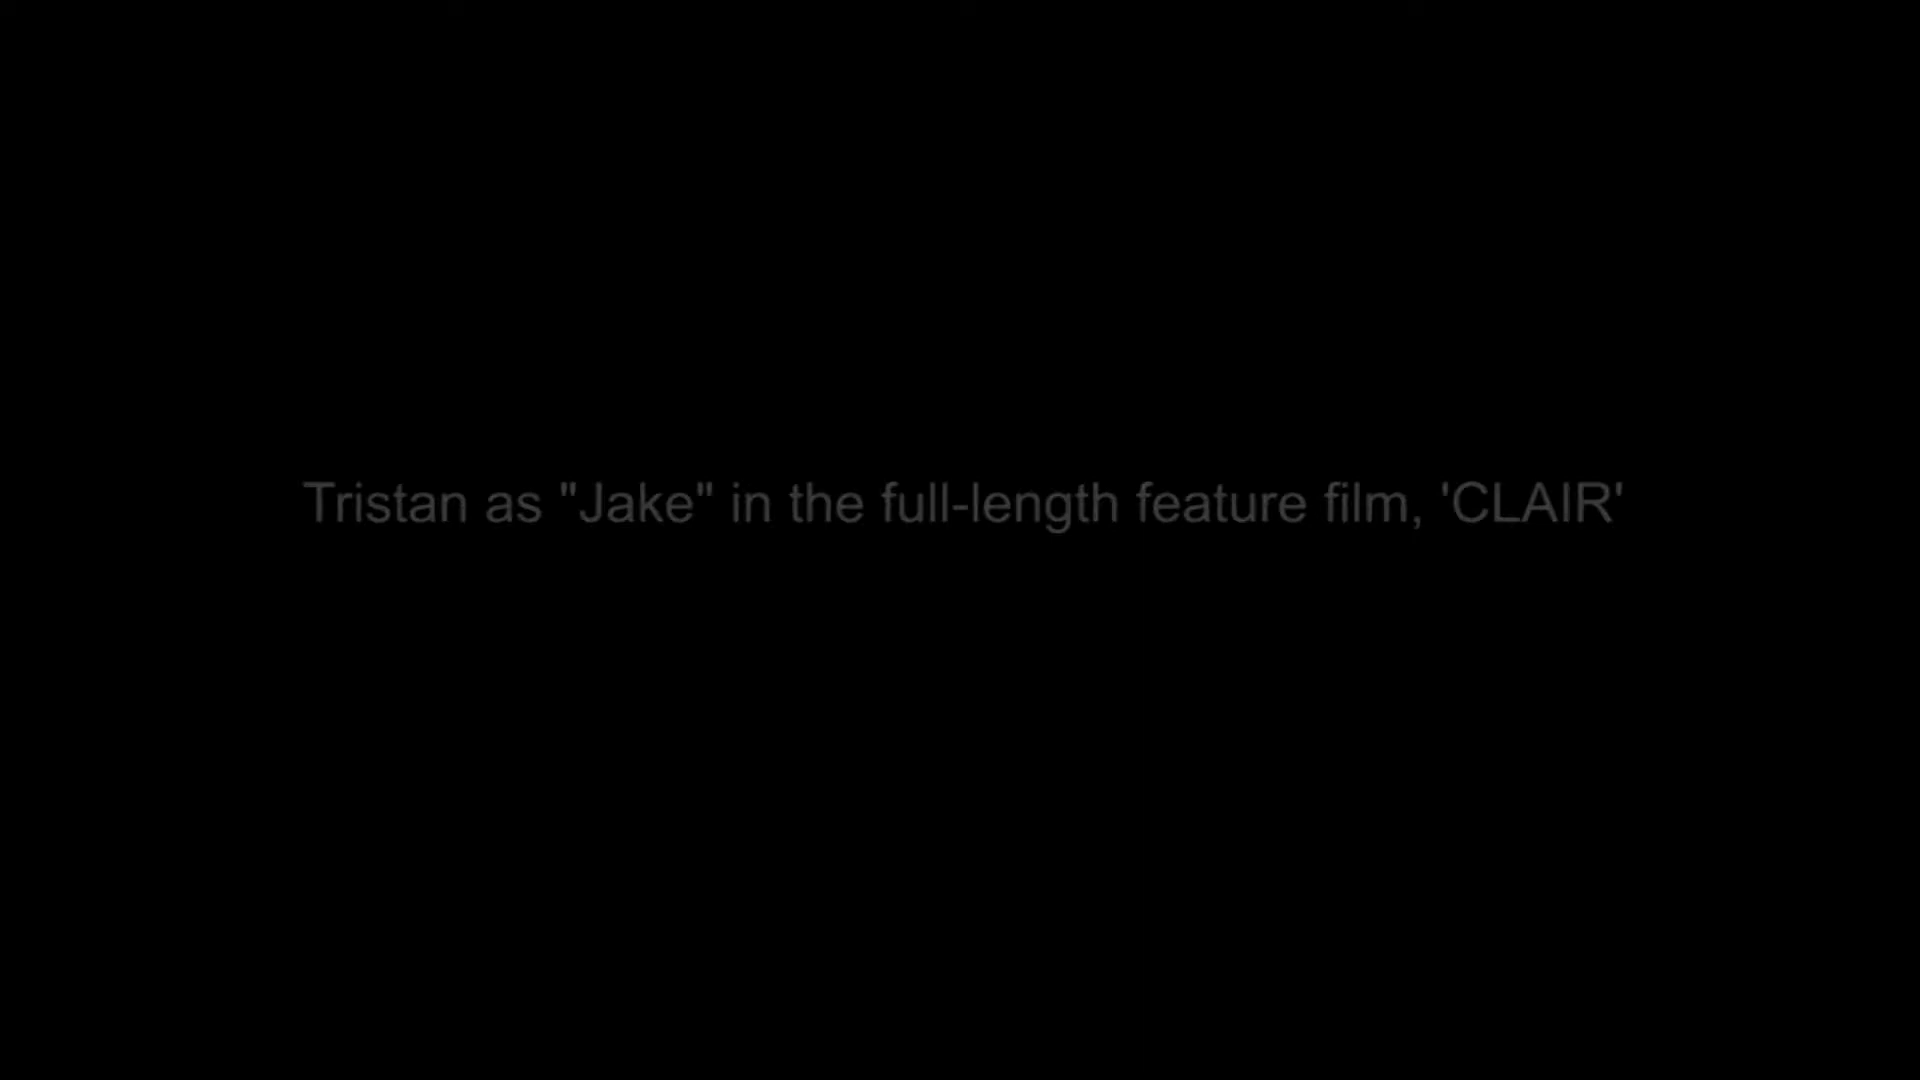 Tristan as "Jake" in the full-length feature film, 'CLAIR'